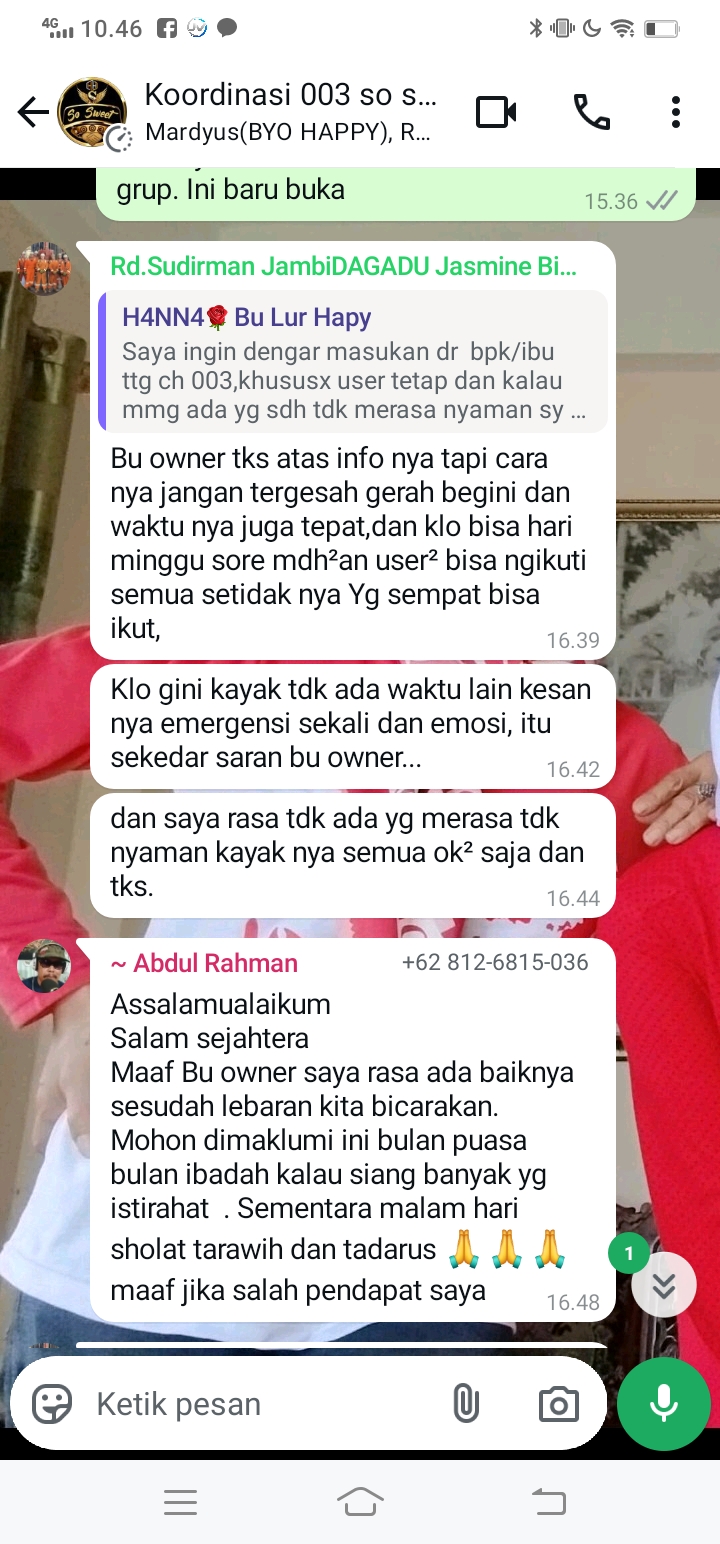 4G 10.46
Koordinasi 003 so s...
Mardyus(BYO HAPPY), R...
So Sweet
grup. Ini baru buka
15.36
Rd.Sudirman JambiDAGADU Jasmine Bi...
H4NN4🌹 Bu Lur Hapy
Saya ingin dengar masukan dr bpk/ibu
ttg ch 003,khususx user tetap dan kalau
mmg ada yg sdh tdk merasa nyaman sy ...
Bu owner tks atas info nya tapi cara
nya jangan tergesah gerah begini dan
waktu nya juga tepat,dan klo bisa hari
minggu sore mdh²an user² bisa ngikuti
semua setidak nya Yg sempat bisa
ikut,
16.39
Klo gini kayak tdk ada waktu lain kesan
nya emergensi sekali dan emosi, itu
sekedar saran bu owner...
16.42
dan saya rasa tdk ada yg merasa tdk
nyaman kayak nya semua ok² saja dan
tks.
16.44
~ Abdul Rahman +62 812-6815-036
Assalamualaikum
Salam sejahtera
Maaf Bu owner saya rasa ada baiknya
sesudah lebaran kita bicarakan.
Mohon dimaklumi ini bulan puasa
bulan ibadah kalau siang banyak yg
istirahat . Sementara malam hari
sholat tarawih dan tadarus 🙏 🙏 🙏
maaf jika salah pendapat saya
16.48
1
Ketik pesan